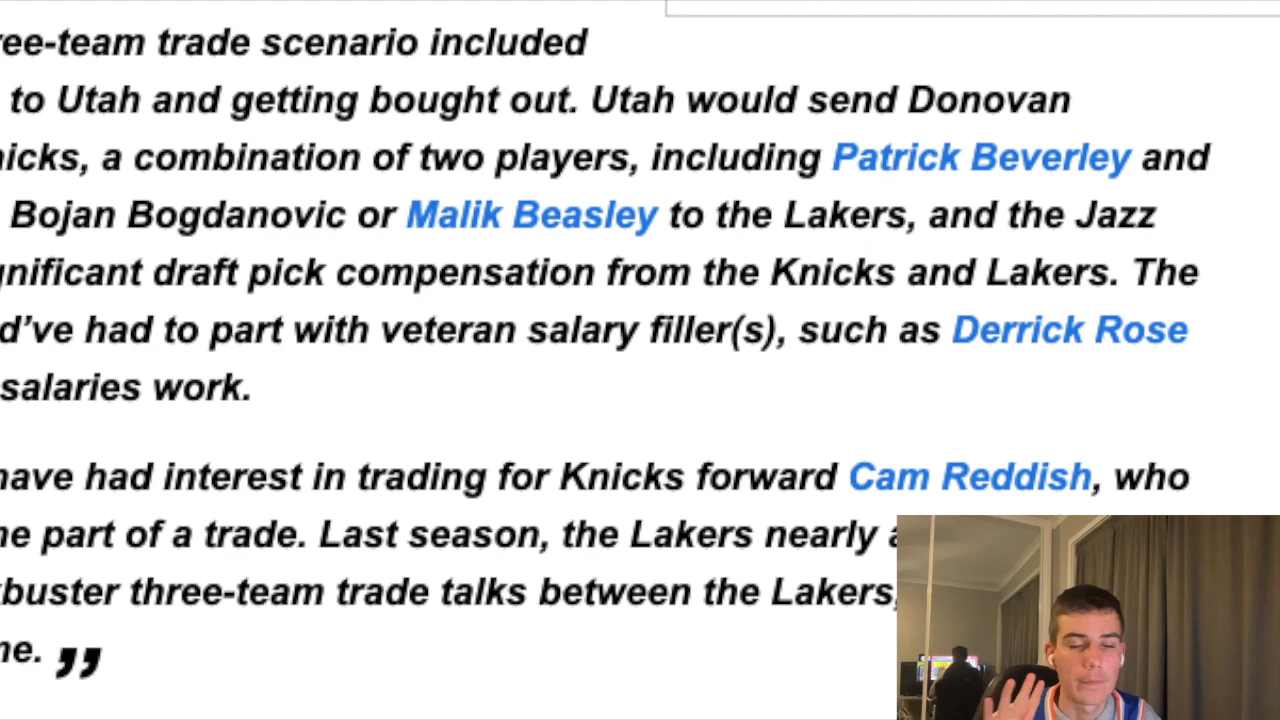 ree-team trade scenario included
to Utah and getting bought out. Utah would send Donovan
nicks, a combination of two players, including Patrick Beverley and
Bojan Bogdanovic or Malik Beasley to the Lakers, and the Jazz
gnificant draft pick compensation from the Knicks and Lakers. The
d’ve had to part with veteran salary filler(s), such as Derrick Rose
salaries work.
have had interest in trading for Knicks forward Cam Reddish, who
ne part of a trade. Last season, the Lakers nearly a
kbuster three-team trade talks between the Lakers,
ne. ”